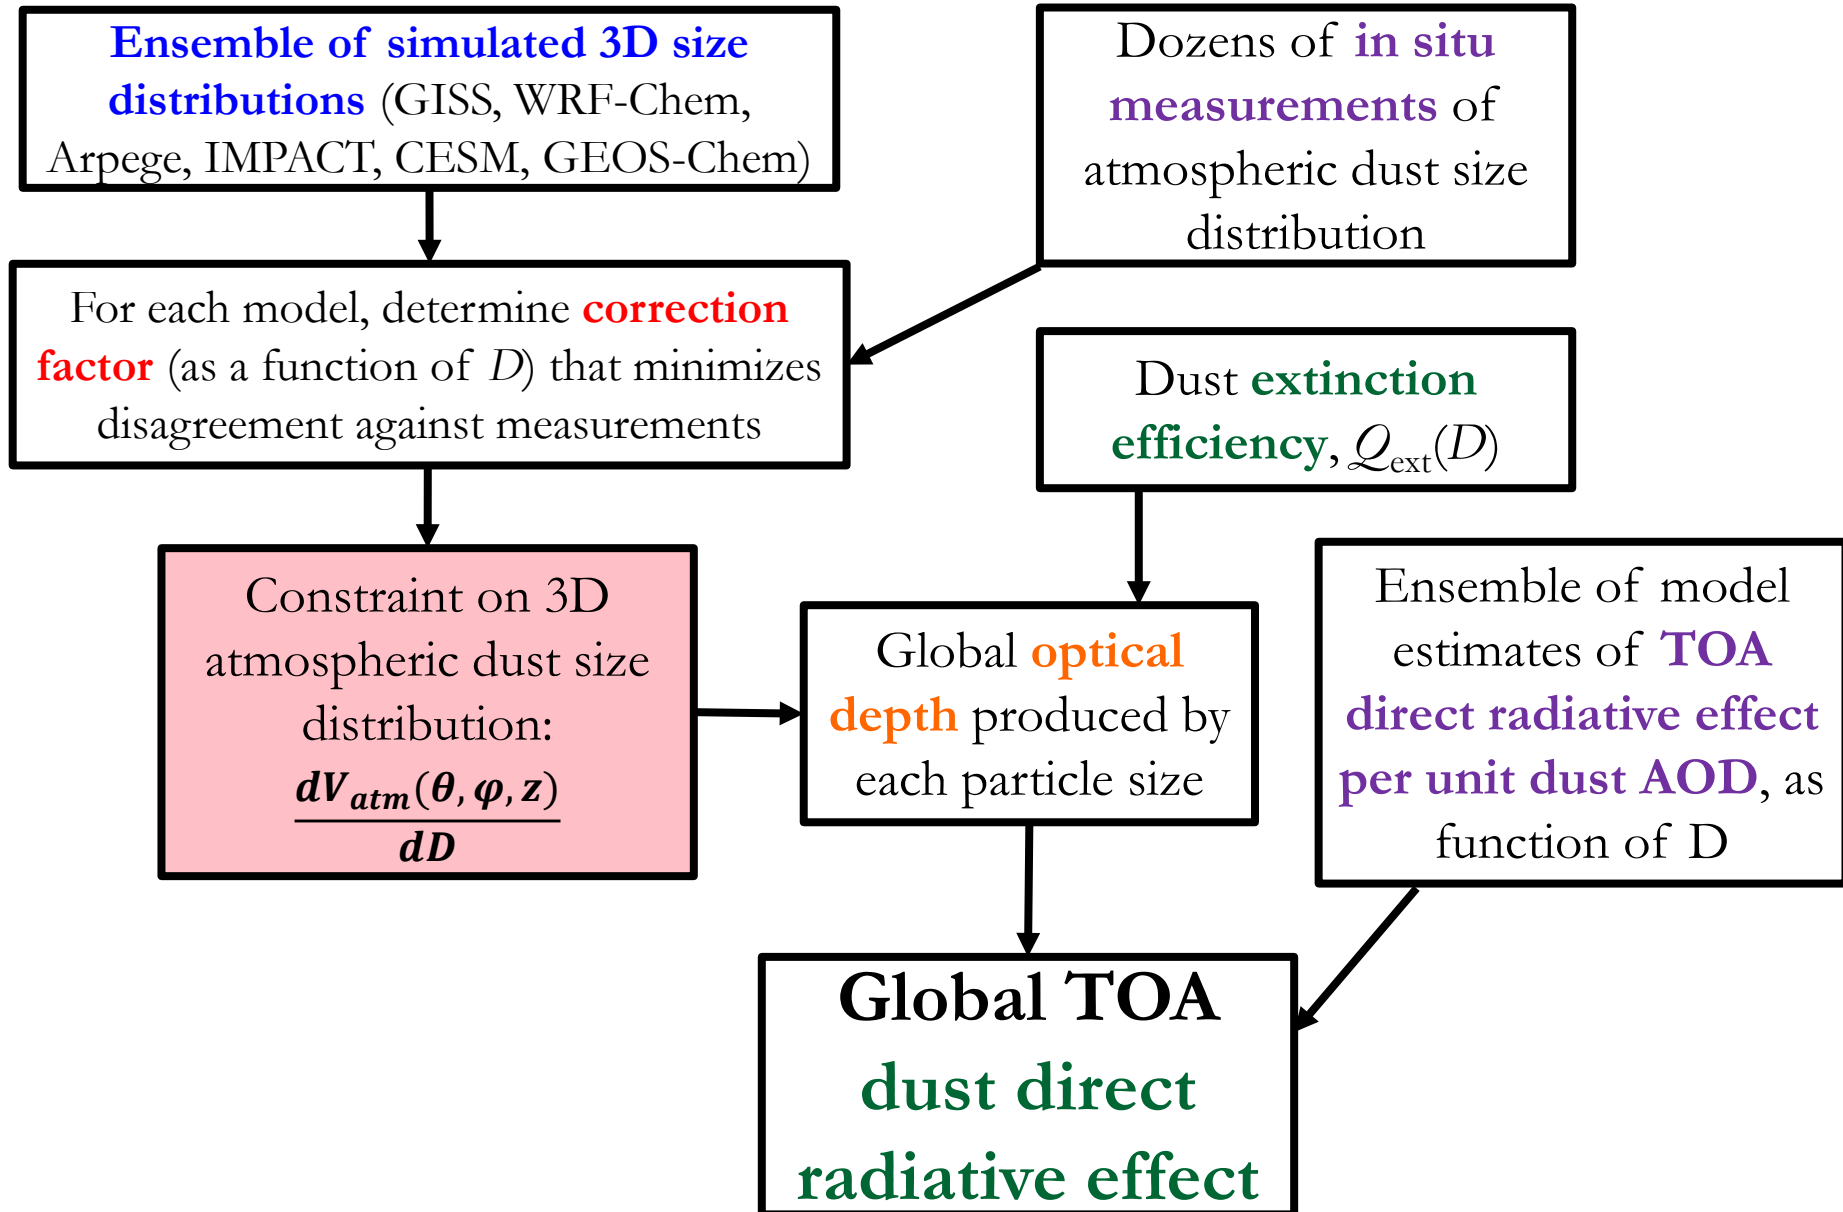 Ensemble of simulated 3D size
distributions (GISS, WRF-Chem,
Arpege, IMPACT, CESM, GEOS-Chem)
Dozens of in situ
measurements of
atmospheric dust size
distribution
For each model, determine correction
factor (as a function of D) that minimizes
disagreement against measurements
Dust extinction
efficiency, Qext(D)
Constraint on 3D
atmospheric dust size
distribution:
dVatm(θ, φ, z)
dD
Global optical
depth produced by
each particle size
Ensemble of model
estimates of TOA
direct radiative effect
per unit dust AOD, as
function of D
Global TOA
dust direct
radiative effect